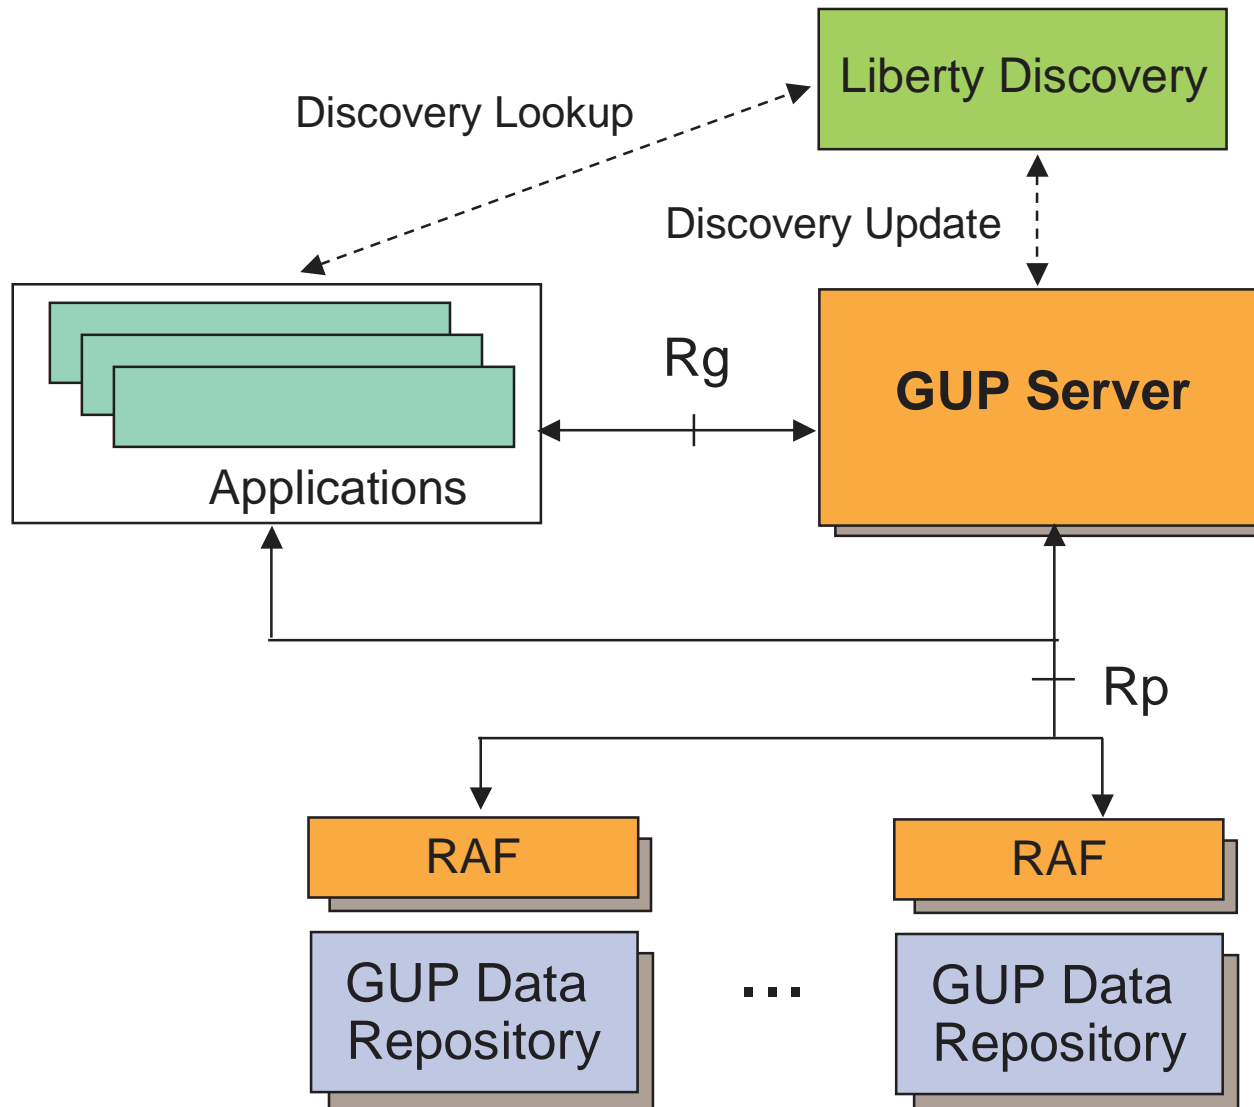 Liberty Discovery
Discovery Lookup
Discovery Update
Rg
GUP Server
Applications
Rp
RAF
RAF
GUP Data
Repository
...
GUP Data
Repository